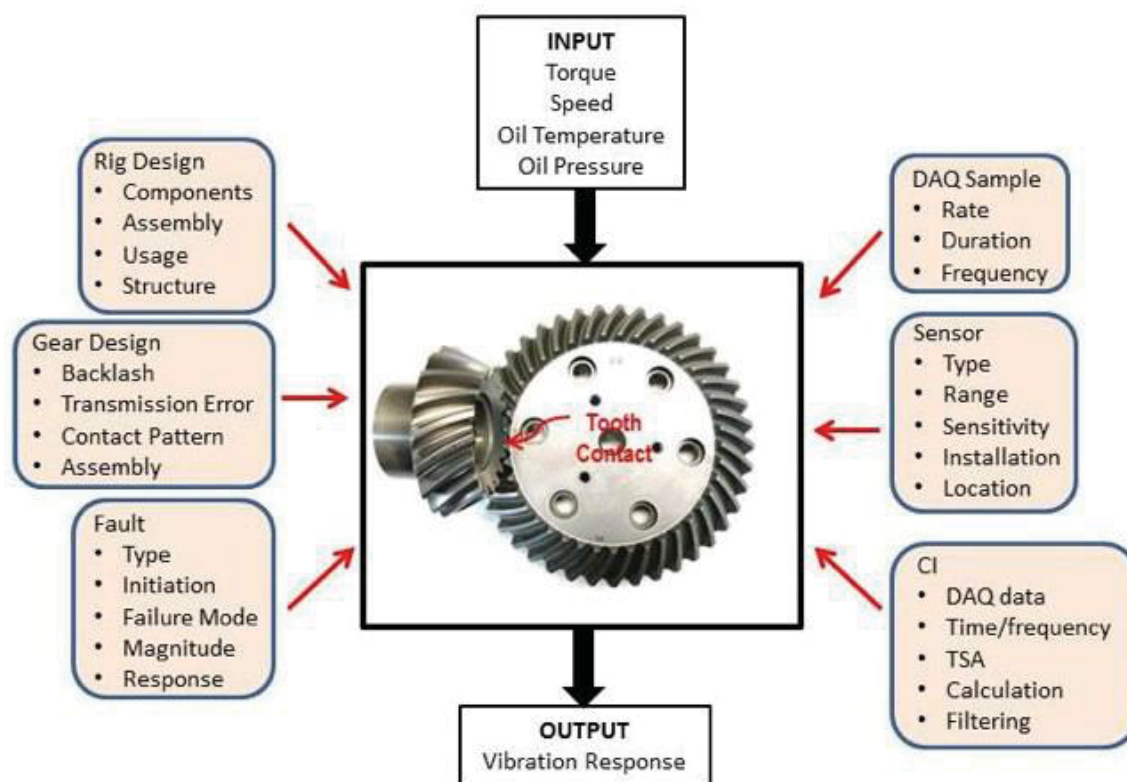 INPUT
Torque
Speed
Oil Temperature
Oil Pressure
Rig Design
• Components
• Assembly
• Usage
• Structure
Gear Design
• Backlash
• Transmission Error
• Contact Pattern
• Assembly
Fault
• Type
• Initiation
• Failure Mode
• Magnitude
• Response
Tooth
Contact
DAQ Sample
• Rate
• Duration
• Frequency
Sensor
• Type
• Range
• Sensitivity
• Installation
• Location
CI
• DAQ data
• Time/frequency
• TSA
• Calculation
• Filtering
OUTPUT
Vibration Response